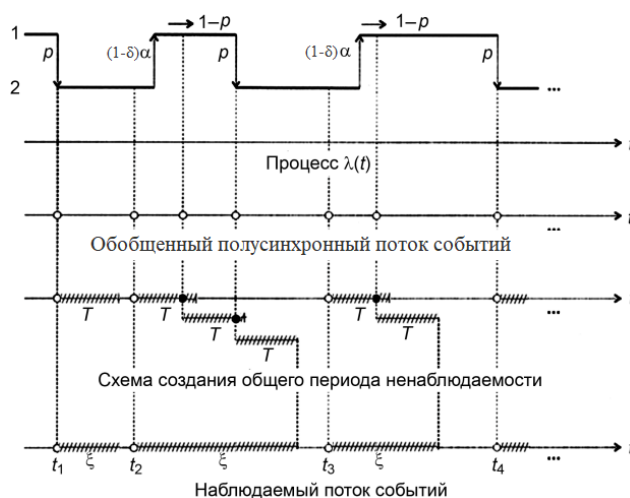 1 1–p 1–p
p (1-δ)α p (1-δ)α p
2 ...
Процесс λ(t)
...
Обобщенный полусинхронный поток событий
T T T ...
T T
T
Схема создания общего периода ненаблюдаемости
t₁ ξ t₂ ξ t₃ ξ t₄ ...
Наблюдаемый поток событий